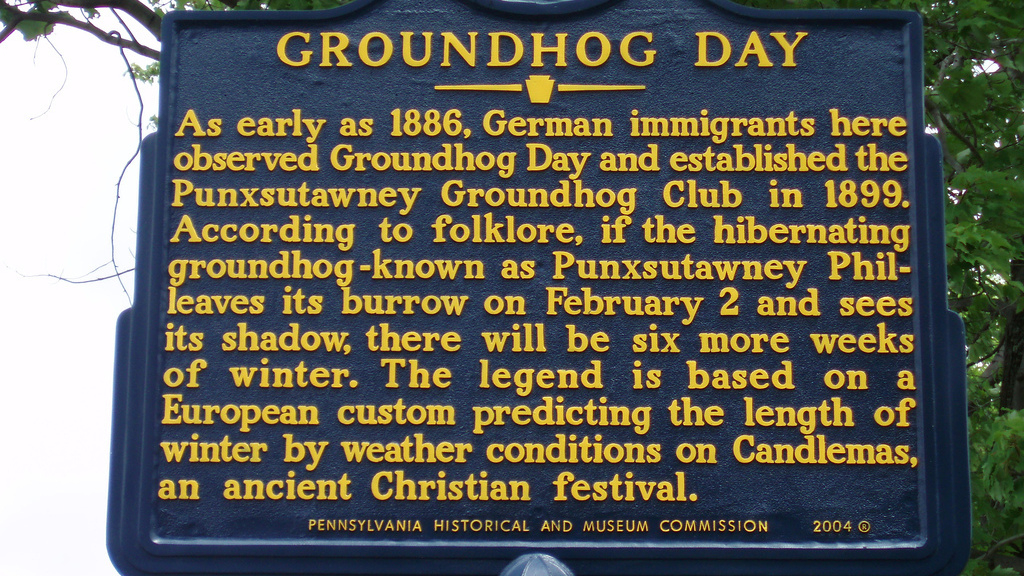 GROUNDHOG DAY
As early as 1886, German immigrants here
observed Groundhog Day and established the
Punxsutawney Groundhog Club in 1899.
According to folklore, if the hibernating
groundhog-known as Punxsutawney Phil-
leaves its burrow on February 2 and sees
its shadow, there will be six more weeks
of winter. The legend is based on a
European custom predicting the length of
winter by weather conditions on Candlemas,
an ancient Christian festival.
PENNSYLVANIA HISTORICAL AND MUSEUM COMMISSION 2004 ®